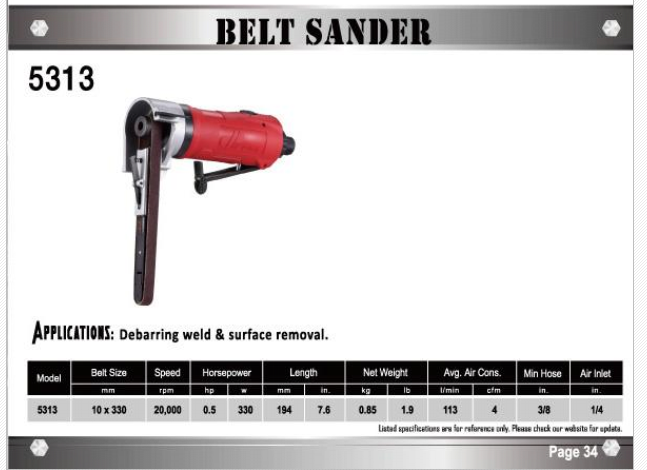 BELT SANDER
5313
APPLICATIONS: Debarring weld & surface removal.
Model Belt Size Speed Horsepower Length Net Weight Avg. Air Cons. Min Hose Air Inlet
mm rpm hp w mm in. kg lb l/min cfm in. in.
5313 10 x 330 20,000 0.5 330 194 7.6 0.85 1.9 113 4 3/8 1/4
Listed specifications are for reference only. Please check our website for update.
Page 34